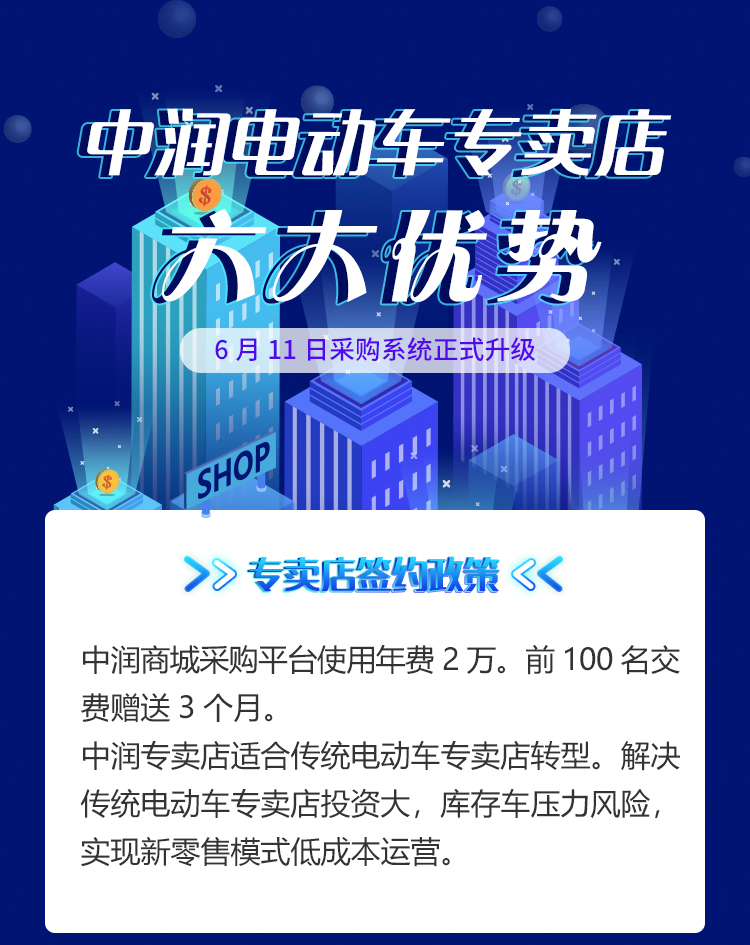 中润电动车专卖店
六大优势
6月11日采购系统正式升级
SHOP
专卖店签约政策
中润商城采购平台使用年费2万。前100名交
费赠送3个月。
中润专卖店适合传统电动车专卖店转型。解决
传统电动车专卖店投资大，库存车压力风险，
实现新零售模式低成本运营。